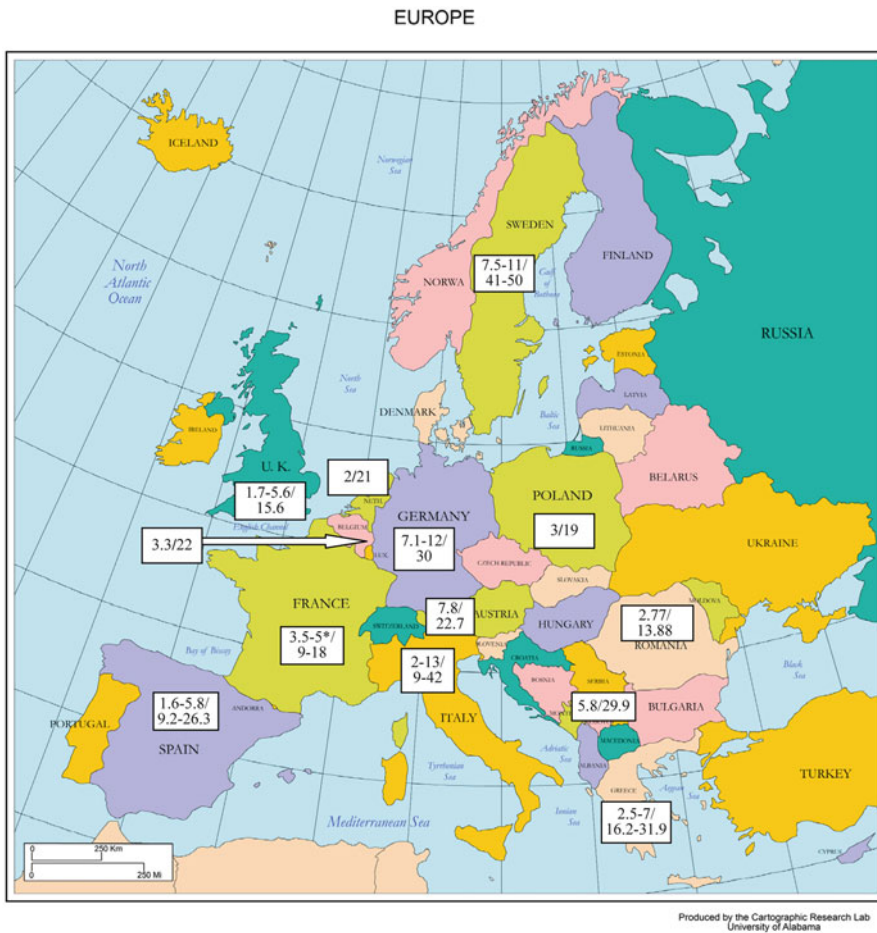 EUROPE
ICELAND
Norwegian
Sea
SWEDEN
FINLAND
7.5-11/
41-50
Gulf
of
Bothnia
NORWA
North
Atlantic
Ocean
RUSSIA
ESTONIA
North
Sea
LATVIA
DENMARK
Baltic
Sea
LITHUANIA
IRELAND
RUSSIA
BELARUS
U. K.
2/21
NETH.
POLAND
1.7-5.6/
15.6
GERMANY
English Channel
BELGIUM
3/19
3.3/22
7.1-12/
30
UKRAINE
LUX.
CZECH REPUBLIC
SLOVAKIA
FRANCE
7.8/
22.7
AUSTRIA
MOLDOVA
HUNGARY
2.77/
13.88
SWITZERLAND
3.5-5*/
9-18
ROMANIA
SLOVENIA
Bay of Biscay
CROATIA
2-13/
9-42
Black
Sea
BOSNIA
SERBIA
1.6-5.8/
9.2-26.3
ANDORRA
5.8/29.9
BULGARIA
PORTUGAL
ITALY
SPAIN
MACEDONIA
Adriatic
Sea
ALBANIA
Tyrrhenian
Sea
TURKEY
GREECE
Aegean
Sea
2.5-7/
16.2-31.9
Ionian
Sea
Mediterranean Sea
CYPRUS
0 250 Km
0 250 Mi
Produced by the Cartographic Research Lab
University of Alabama